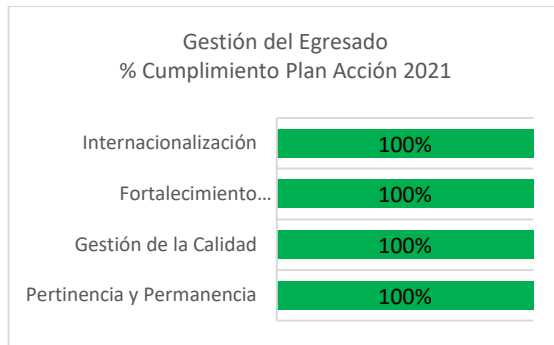 Gestión del Egresado
% Cumplimiento Plan Acción 2021
Internacionalización 100%
Fortalecimiento... 100%
Gestión de la Calidad 100%
Pertinencia y Permanencia 100%